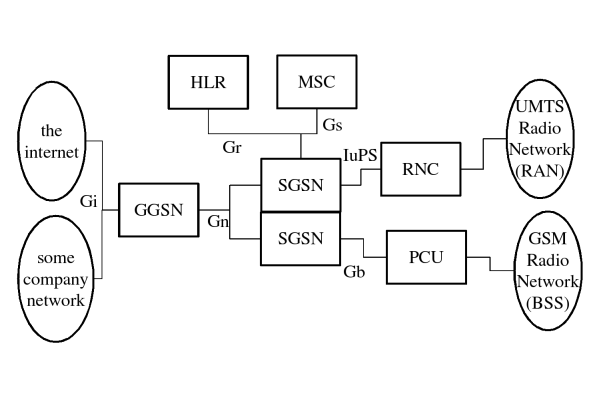 HLR
MSC
Gr
Gs
the
internet
Gi
some
company
network
GGSN
Gn
SGSN
SGSN
IuPS
Gb
RNC
PCU
UMTS
Radio
Network
(RAN)
GSM
Radio
Network
(BSS)